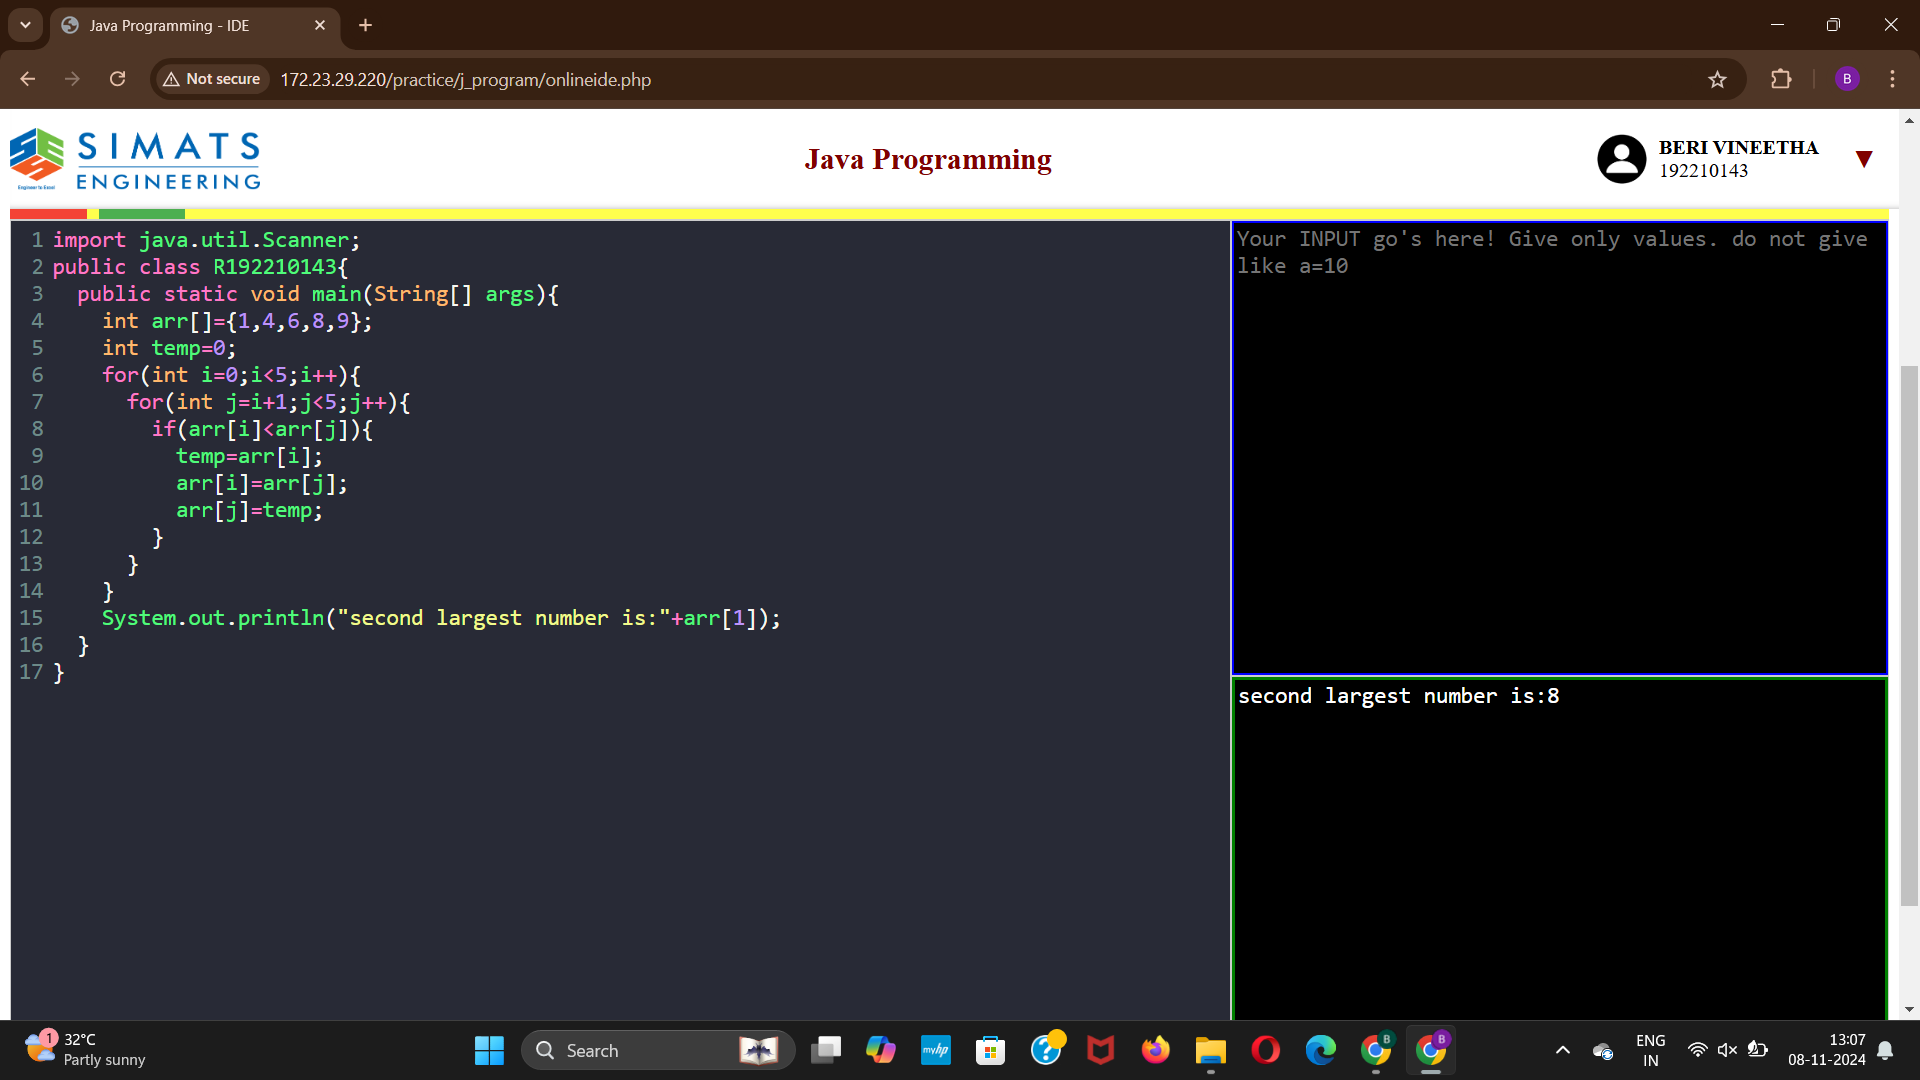 Java Programming - IDE
Not secure
172.23.29.220/practice/j_program/onlineide.php
B
SIMATS
ENGINEERING
Engineer to Excel
Java Programming
BERI VINEETHA
192210143
1 import java.util.Scanner;
2 public class R192210143{
3   public static void main(String[] args){
4     int arr[]={1,4,6,8,9};
5     int temp=0;
6     for(int i=0;i<5;i++){
7       for(int j=i+1;j<5;j++){
8         if(arr[i]<arr[j]){
9           temp=arr[i];
10           arr[i]=arr[j];
11           arr[j]=temp;
12         }
13       }
14     }
15     System.out.println("second largest number is:"+arr[1]);
16   }
17 }
Your INPUT go's here! Give only values. do not give
like a=10
second largest number is:8
1
32°C
Partly sunny
Search
myhp
B
B
ENG
IN
13:07
08-11-2024